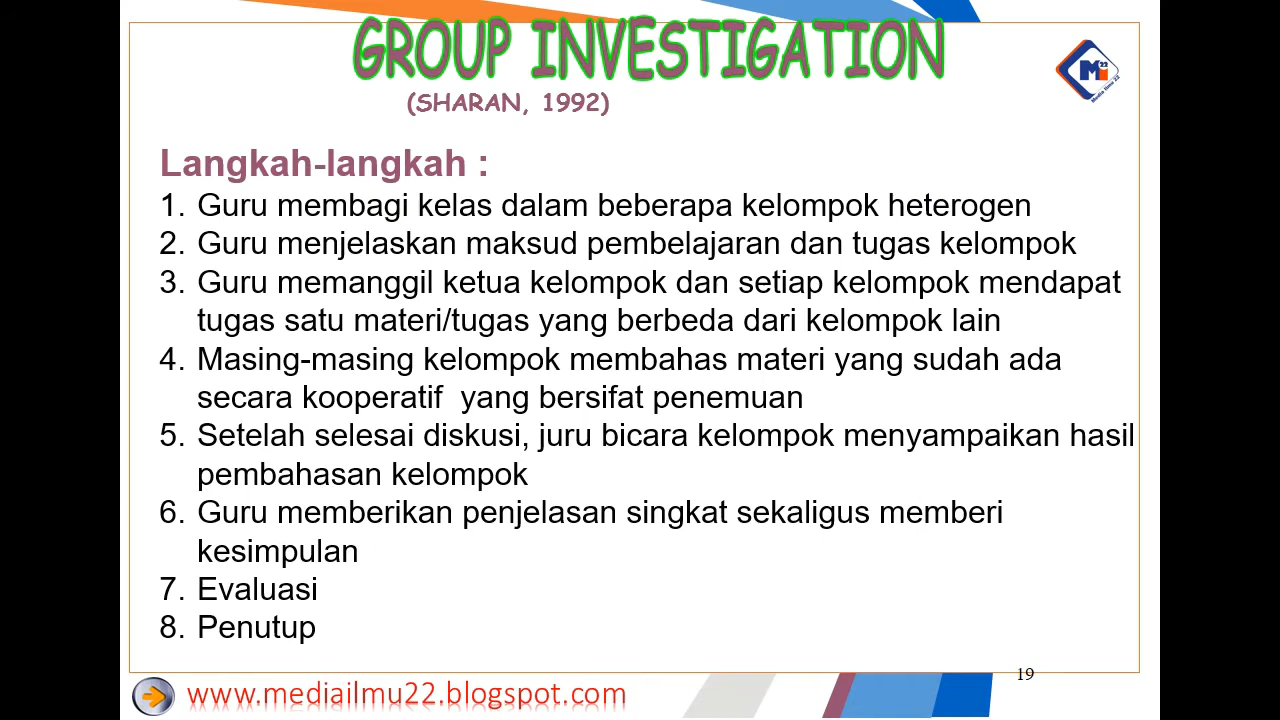 GROUP INVESTIGATION
(SHARAN, 1992)
M 22
Media Ilmu 22
Langkah-langkah :
1. Guru membagi kelas dalam beberapa kelompok heterogen
2. Guru menjelaskan maksud pembelajaran dan tugas kelompok
3. Guru memanggil ketua kelompok dan setiap kelompok mendapat
tugas satu materi/tugas yang berbeda dari kelompok lain
4. Masing-masing kelompok membahas materi yang sudah ada
secara kooperatif  yang bersifat penemuan
5. Setelah selesai diskusi, juru bicara kelompok menyampaikan hasil
pembahasan kelompok
6. Guru memberikan penjelasan singkat sekaligus memberi
kesimpulan
7. Evaluasi
8. Penutup
19
www.mediailmu22.blogspot.com